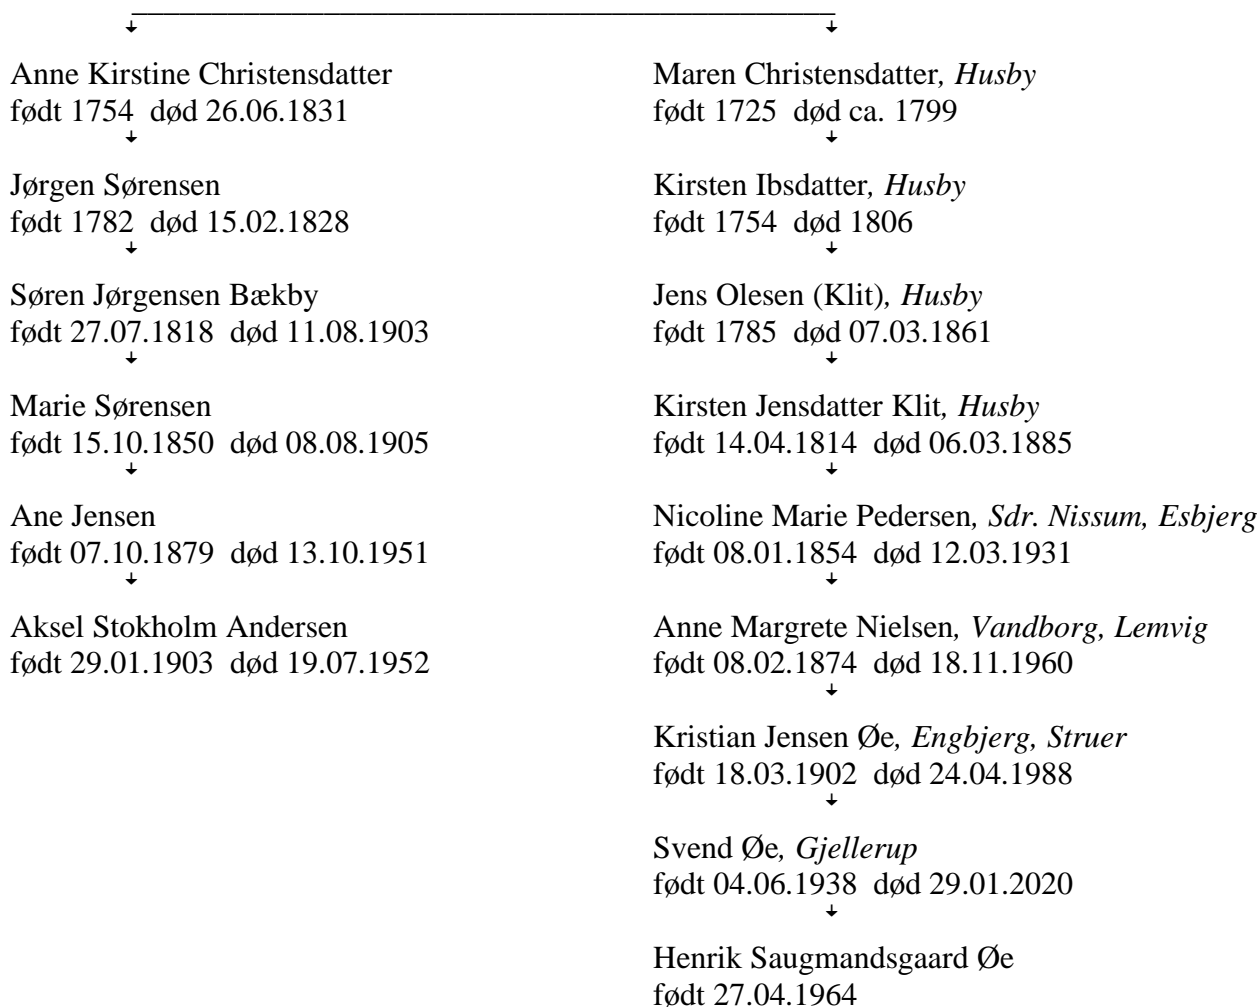 Anne Kirstine Christensdatter
født 1754 død 26.06.1831
Jørgen Sørensen
født 1782 død 15.02.1828
Søren Jørgensen Bækby
født 27.07.1818 død 11.08.1903
Marie Sørensen
født 15.10.1850 død 08.08.1905
Ane Jensen
født 07.10.1879 død 13.10.1951
Aksel Stokholm Andersen
født 29.01.1903 død 19.07.1952
Maren Christensdatter, Husby
født 1725 død ca. 1799
Kirsten Ibsdatter, Husby
født 1754 død 1806
Jens Olesen (Klit), Husby
født 1785 død 07.03.1861
Kirsten Jensdatter Klit, Husby
født 14.04.1814 død 06.03.1885
Nicoline Marie Pedersen, Sdr. Nissum, Esbjerg
født 08.01.1854 død 12.03.1931
Anne Margrete Nielsen, Vandborg, Lemvig
født 08.02.1874 død 18.11.1960
Kristian Jensen Øe, Engbjerg, Struer
født 18.03.1902 død 24.04.1988
Svend Øe, Gjellerup
født 04.06.1938 død 29.01.2020
Henrik Saugmandsgaard Øe
født 27.04.1964